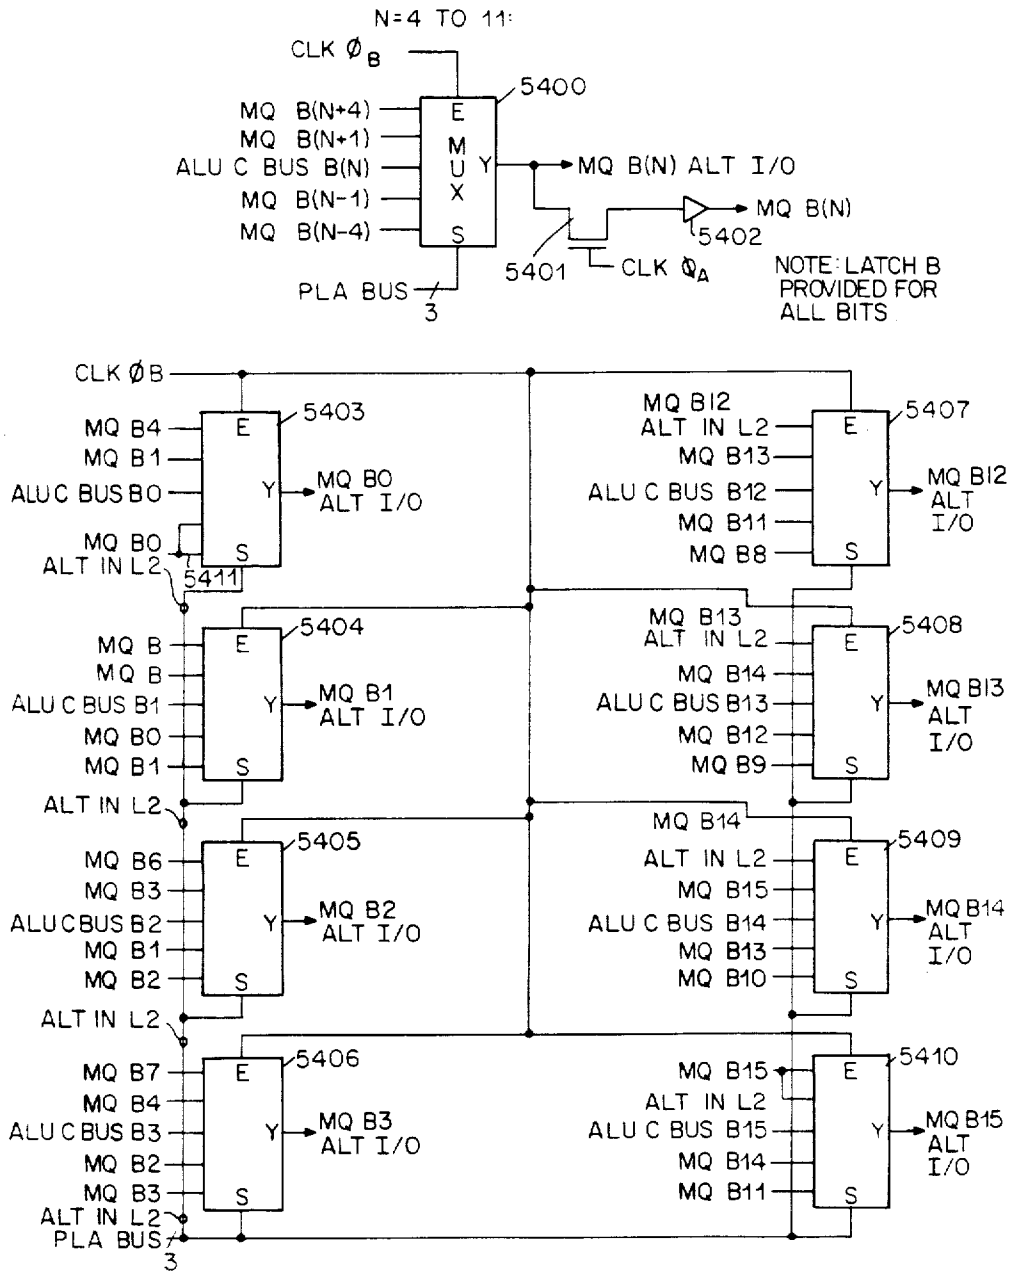 N=4 TO 11:
CLK ØB
5400
MQ B(N+4)
MQ B(N+1)
ALU C BUS B(N)
MQ B(N-1)
MQ B(N-4)
E
MUX
Y
S
MQ B(N) ALT I/O
MQ B(N)
5401
5402
CLK ØA
PLA BUS
3
NOTE: LATCH B
PROVIDED FOR
ALL BITS
CLK ØB
5403
MQ B4
MQ B1
ALU C BUS B0
MQ B0
ALT IN L2
5411
E
Y
S
MQ B0
ALT I/O
5404
MQ B
MQ B
ALU C BUS B1
MQ B0
MQ B1
ALT IN L2
E
Y
S
MQ B1
ALT I/O
5405
MQ B6
MQ B3
ALU C BUS B2
MQ B1
MQ B2
ALT IN L2
E
Y
S
MQ B2
ALT I/O
5406
MQ B7
MQ B4
ALU C BUS B3
MQ B2
MQ B3
ALT IN L2
E
Y
S
MQ B3
ALT I/O
PLA BUS
3
5407
MQ B12
ALT IN L2
MQ B13
ALU C BUS B12
MQ B11
MQ B8
E
Y
S
MQ B12
ALT
I/O
5408
MQ B13
ALT IN L2
MQ B14
ALU C BUS B13
MQ B12
MQ B9
E
Y
S
MQ B13
ALT
I/O
5409
MQ B14
ALT IN L2
MQ B15
ALU C BUS B14
MQ B13
MQ B10
E
Y
S
MQ B14
ALT
I/O
5410
MQ B15
ALT IN L2
ALU C BUS B15
MQ B14
MQ B11
E
Y
S
MQ B15
ALT
I/O